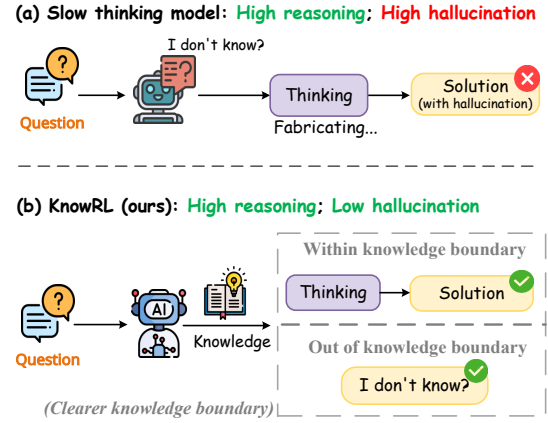 (a) Slow thinking model: High reasoning; High hallucination
I don't know?
Question
Thinking
Fabricating...
Solution
(with hallucination)
(b) KnowRL (ours): High reasoning; Low hallucination
Question
AI
Knowledge
Within knowledge boundary
Thinking
Solution
Out of knowledge boundary
I don't know?
(Clearer knowledge boundary)